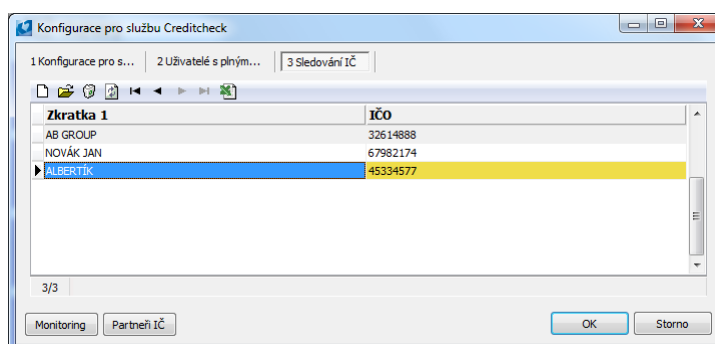 Konfigurace pro službu Creditcheck
1 Konfigurace pro s... 2 Uživatelé s plným... 3 Sledování IČ
Zkratka 1 IČO
AB GROUP 32614888
NOVÁK JAN 67982174
ALBERTÍK 45334577
3/3
Monitoring Partneři IČ OK Storno